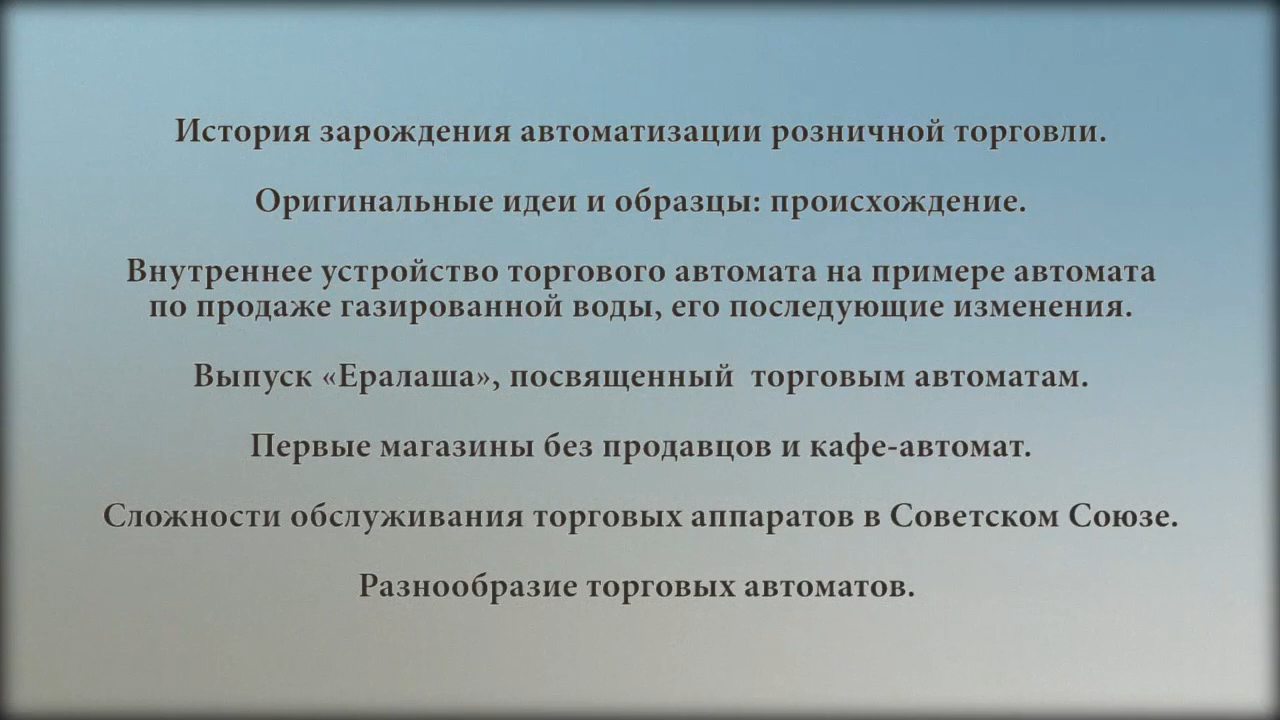 История зарождения автоматизации розничной торговли.
Оригинальные идеи и образцы: происхождение.
Внутреннее устройство торгового автомата на примере автомата
по продаже газированной воды, его последующие изменения.
Выпуск «Ералаша», посвященный торговым автоматам.
Первые магазины без продавцов и кафе-автомат.
Сложности обслуживания торговых аппаратов в Советском Союзе.
Разнообразие торговых автоматов.